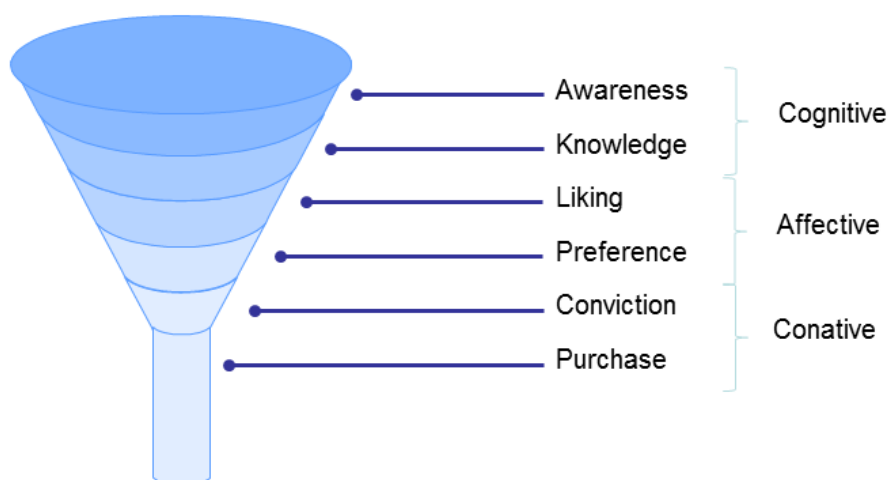 Awareness
Knowledge
Cognitive
Liking
Preference
Affective
Conviction
Purchase
Conative